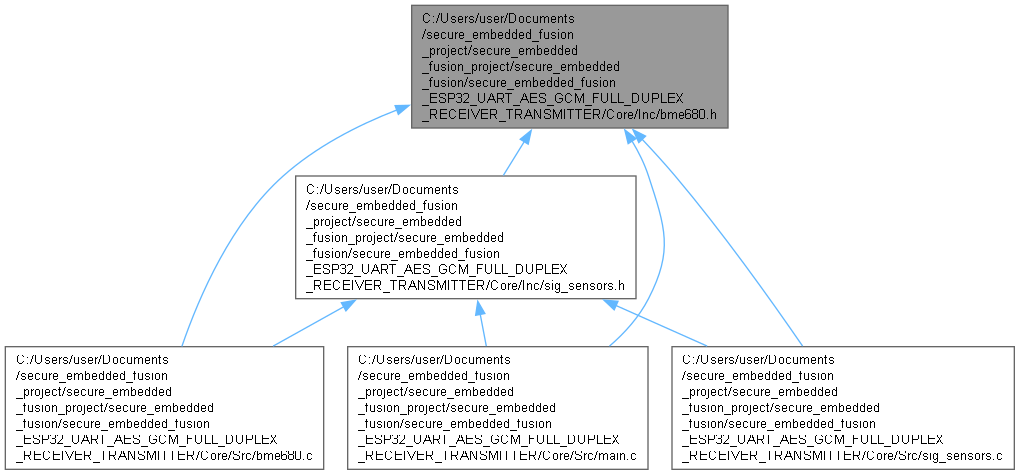 C:/Users/user/Documents
/secure_embedded_fusion
_project/secure_embedded
_fusion_project/secure_embedded
_fusion/secure_embedded_fusion
_ESP32_UART_AES_GCM_FULL_DUPLEX
_RECEIVER_TRANSMITTER/Core/Inc/bme680.h
C:/Users/user/Documents
/secure_embedded_fusion
_project/secure_embedded
_fusion_project/secure_embedded
_fusion/secure_embedded_fusion
_ESP32_UART_AES_GCM_FULL_DUPLEX
_RECEIVER_TRANSMITTER/Core/Inc/sig_sensors.h
C:/Users/user/Documents
/secure_embedded_fusion
_project/secure_embedded
_fusion_project/secure_embedded
_fusion/secure_embedded_fusion
_ESP32_UART_AES_GCM_FULL_DUPLEX
_RECEIVER_TRANSMITTER/Core/Src/bme680.c
C:/Users/user/Documents
/secure_embedded_fusion
_project/secure_embedded
_fusion_project/secure_embedded
_fusion/secure_embedded_fusion
_ESP32_UART_AES_GCM_FULL_DUPLEX
_RECEIVER_TRANSMITTER/Core/Src/main.c
C:/Users/user/Documents
/secure_embedded_fusion
_project/secure_embedded
_fusion_project/secure_embedded
_fusion/secure_embedded_fusion
_ESP32_UART_AES_GCM_FULL_DUPLEX
_RECEIVER_TRANSMITTER/Core/Src/sig_sensors.c